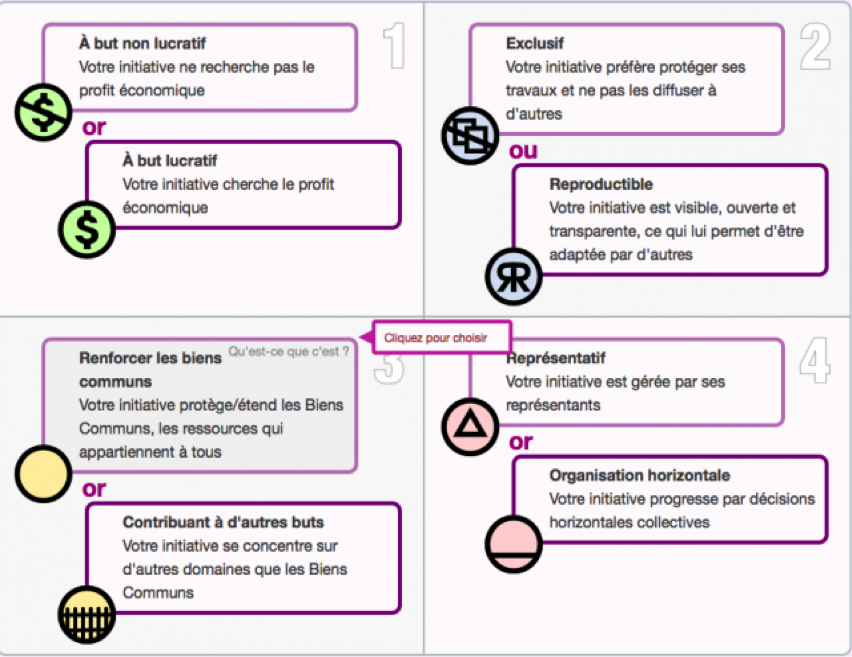 1
À but non lucratif
Votre initiative ne recherche pas le
profit économique
or
À but lucratif
Votre initiative cherche le profit
économique
2
Exclusif
Votre initiative préfère protéger ses
travaux et ne pas les diffuser à
d'autres
ou
Reproductible
Votre initiative est visible, ouverte et
transparente, ce qui lui permet d'être
adaptée par d'autres
3
Cliquez pour choisir
Renforcer les biens Qu'est-ce que c'est ?
communs
Votre initiative protège/étend les Biens
Communs, les ressources qui
appartiennent à tous
or
Contribuant à d'autres buts
Votre initiative se concentre sur
d'autres domaines que les Biens
Communs
4
Représentatif
Votre initiative est gérée par ses
représentants
or
Organisation horizontale
Votre initiative progresse par décisions
horizontales collectives